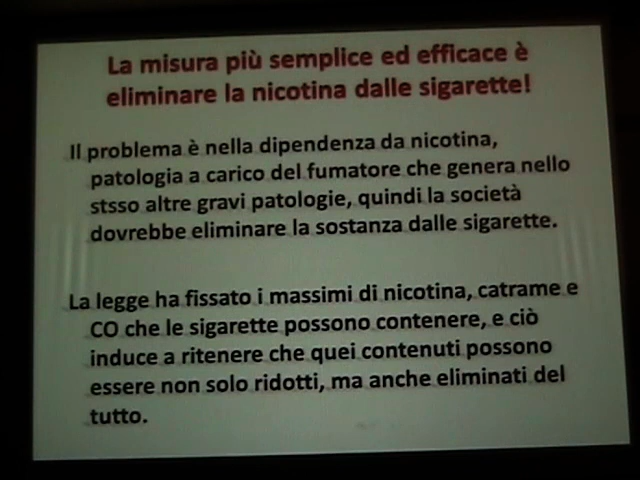 La misura più semplice ed efficace è
eliminare la nicotina dalle sigarette!
Il problema è nella dipendenza da nicotina,
patologia a carico del fumatore che genera nello
stsso altre gravi patologie, quindi la società
dovrebbe eliminare la sostanza dalle sigarette.
La legge ha fissato i massimi di nicotina, catrame e
CO che le sigarette possono contenere, e ciò
induce a ritenere che quei contenuti possono
essere non solo ridotti, ma anche eliminati del
tutto.